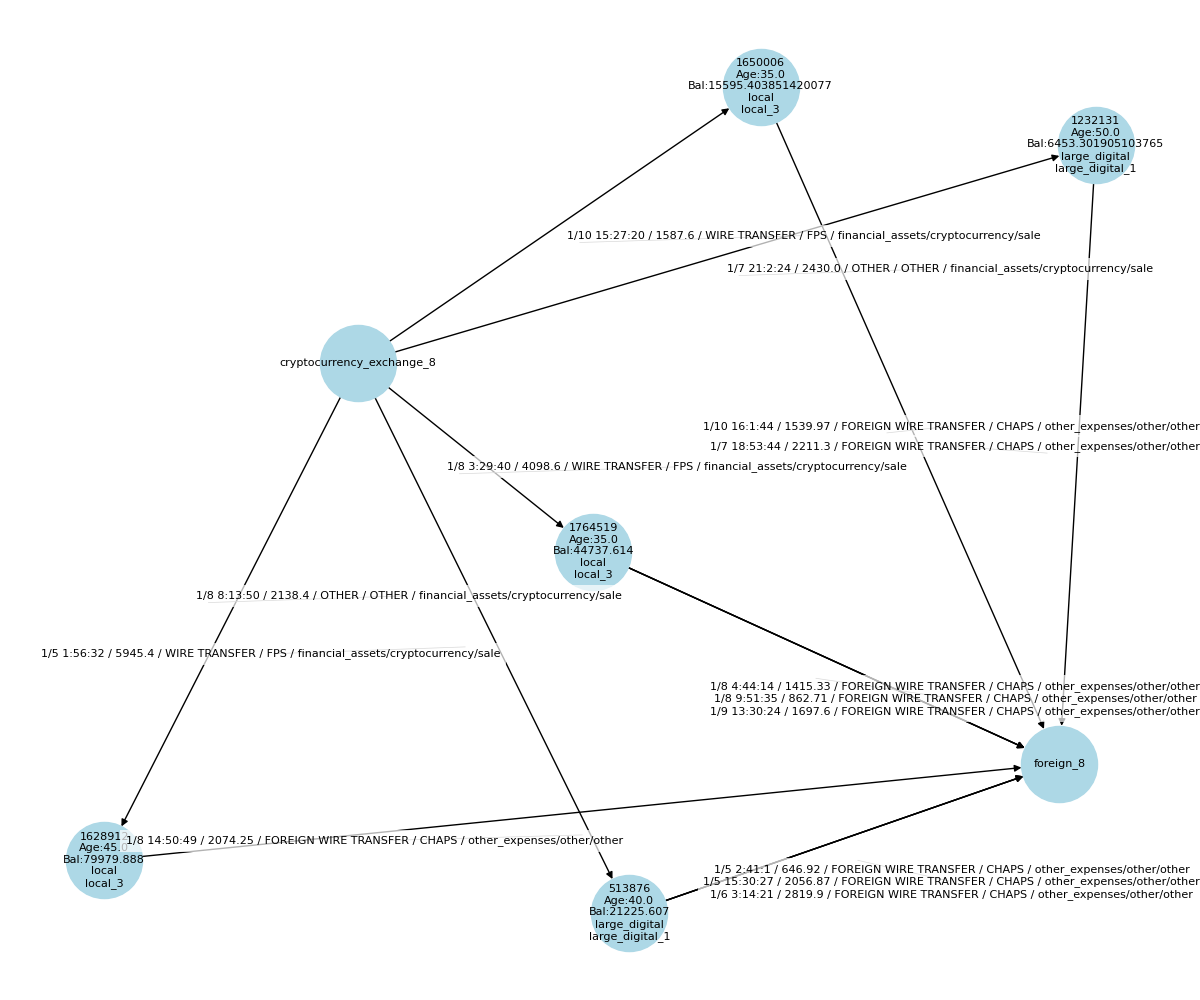 1650006
Age:35.0
Bal:15595.403851420077
local
local_3
1232131
Age:50.0
Bal:6453.301905103765
large_digital
large_digital_1
1/10 15:27:20 / 1587.6 / WIRE TRANSFER / FPS / financial_assets/cryptocurrency/sale
1/7 21:2:24 / 2430.0 / OTHER / OTHER / financial_assets/cryptocurrency/sale
cryptocurrency_exchange_8
1/10 16:1:44 / 1539.97 / FOREIGN WIRE TRANSFER / CHAPS / other_expenses/other/other
1/7 18:53:44 / 2211.3 / FOREIGN WIRE TRANSFER / CHAPS / other_expenses/other/other
1/8 3:29:40 / 4098.6 / WIRE TRANSFER / FPS / financial_assets/cryptocurrency/sale
1764519
Age:35.0
Bal:44737.614
local
local_3
1/8 8:13:50 / 2138.4 / OTHER / OTHER / financial_assets/cryptocurrency/sale
1/5 1:56:32 / 5945.4 / WIRE TRANSFER / FPS / financial_assets/cryptocurrency/sale
1/8 4:44:14 / 1415.33 / FOREIGN WIRE TRANSFER / CHAPS / other_expenses/other/other
1/8 9:51:35 / 862.71 / FOREIGN WIRE TRANSFER / CHAPS / other_expenses/other/other
1/9 13:30:24 / 1697.6 / FOREIGN WIRE TRANSFER / CHAPS / other_expenses/other/other
foreign_8
1628912
Age:45.0
Bal:79979.888
local
local_3
1/8 14:50:49 / 2074.25 / FOREIGN WIRE TRANSFER / CHAPS / other_expenses/other/other
1/5 2:41:1 / 646.92 / FOREIGN WIRE TRANSFER / CHAPS / other_expenses/other/other
1/5 15:30:27 / 2056.87 / FOREIGN WIRE TRANSFER / CHAPS / other_expenses/other/other
1/6 3:14:21 / 2819.9 / FOREIGN WIRE TRANSFER / CHAPS / other_expenses/other/other
513876
Age:40.0
Bal:21225.607
large_digital
large_digital_1